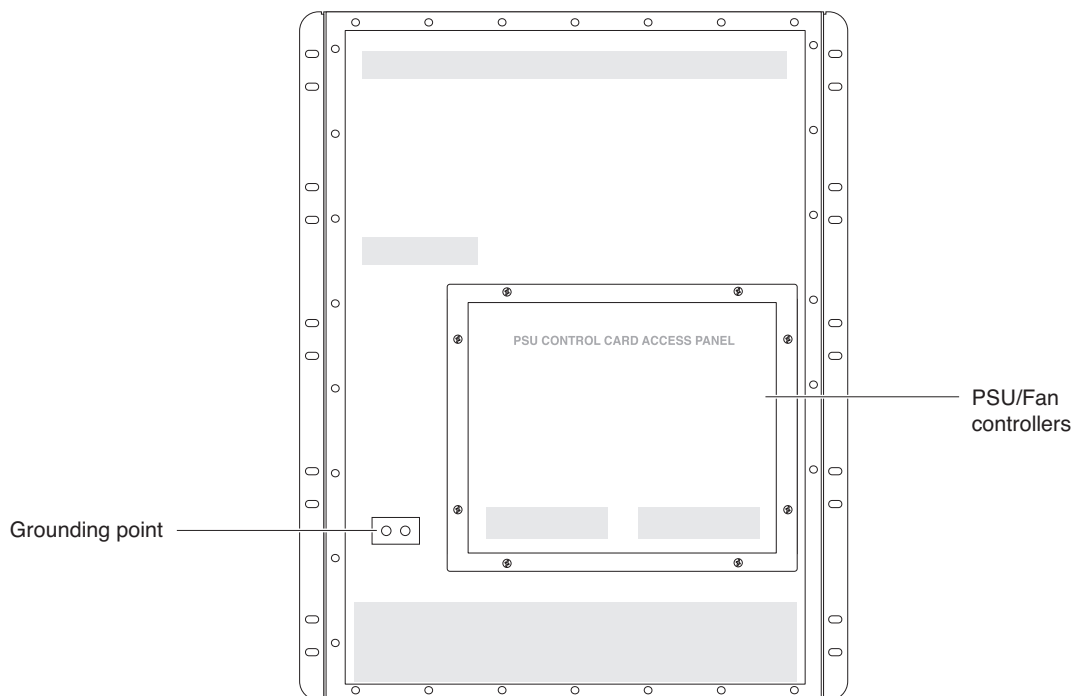 PSU CONTROL CARD ACCESS PANEL
PSU/Fan
controllers
Grounding point